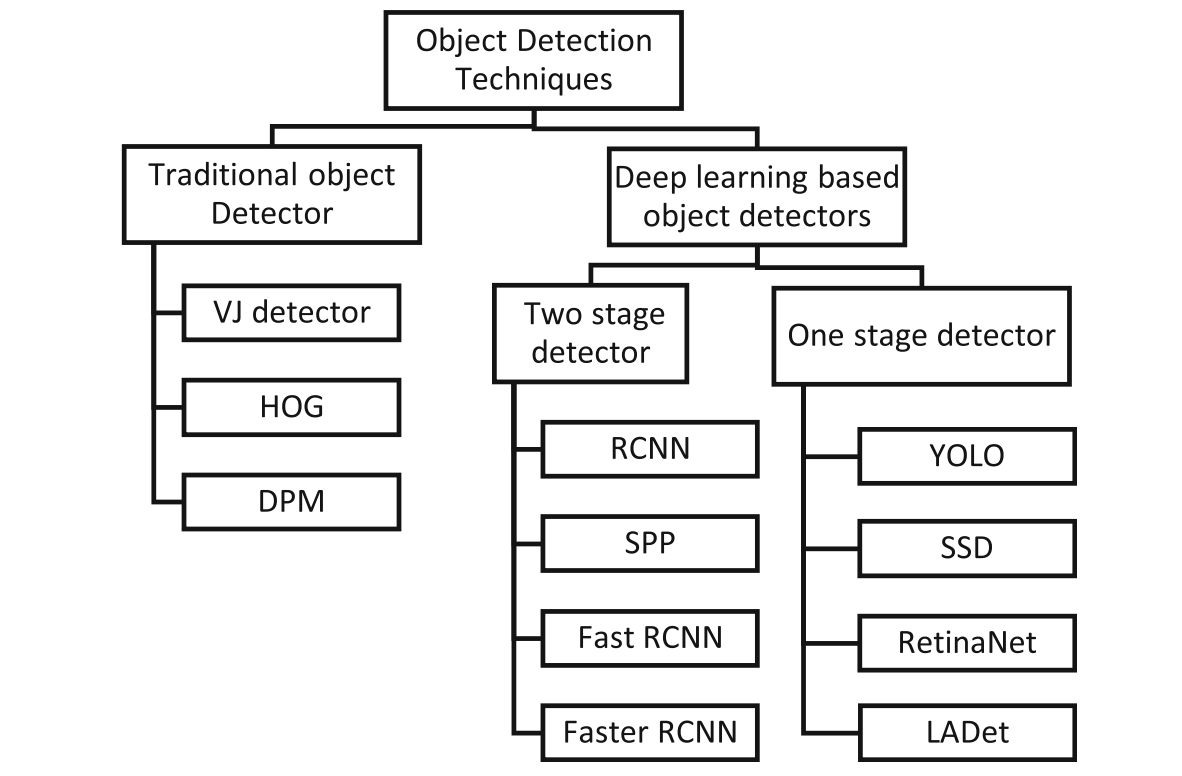 Object Detection
Techniques
Traditional object
Detector
VJ detector
HOG
DPM
Deep learning based
object detectors
Two stage
detector
RCNN
SPP
Fast RCNN
Faster RCNN
One stage detector
YOLO
SSD
RetinaNet
LADet